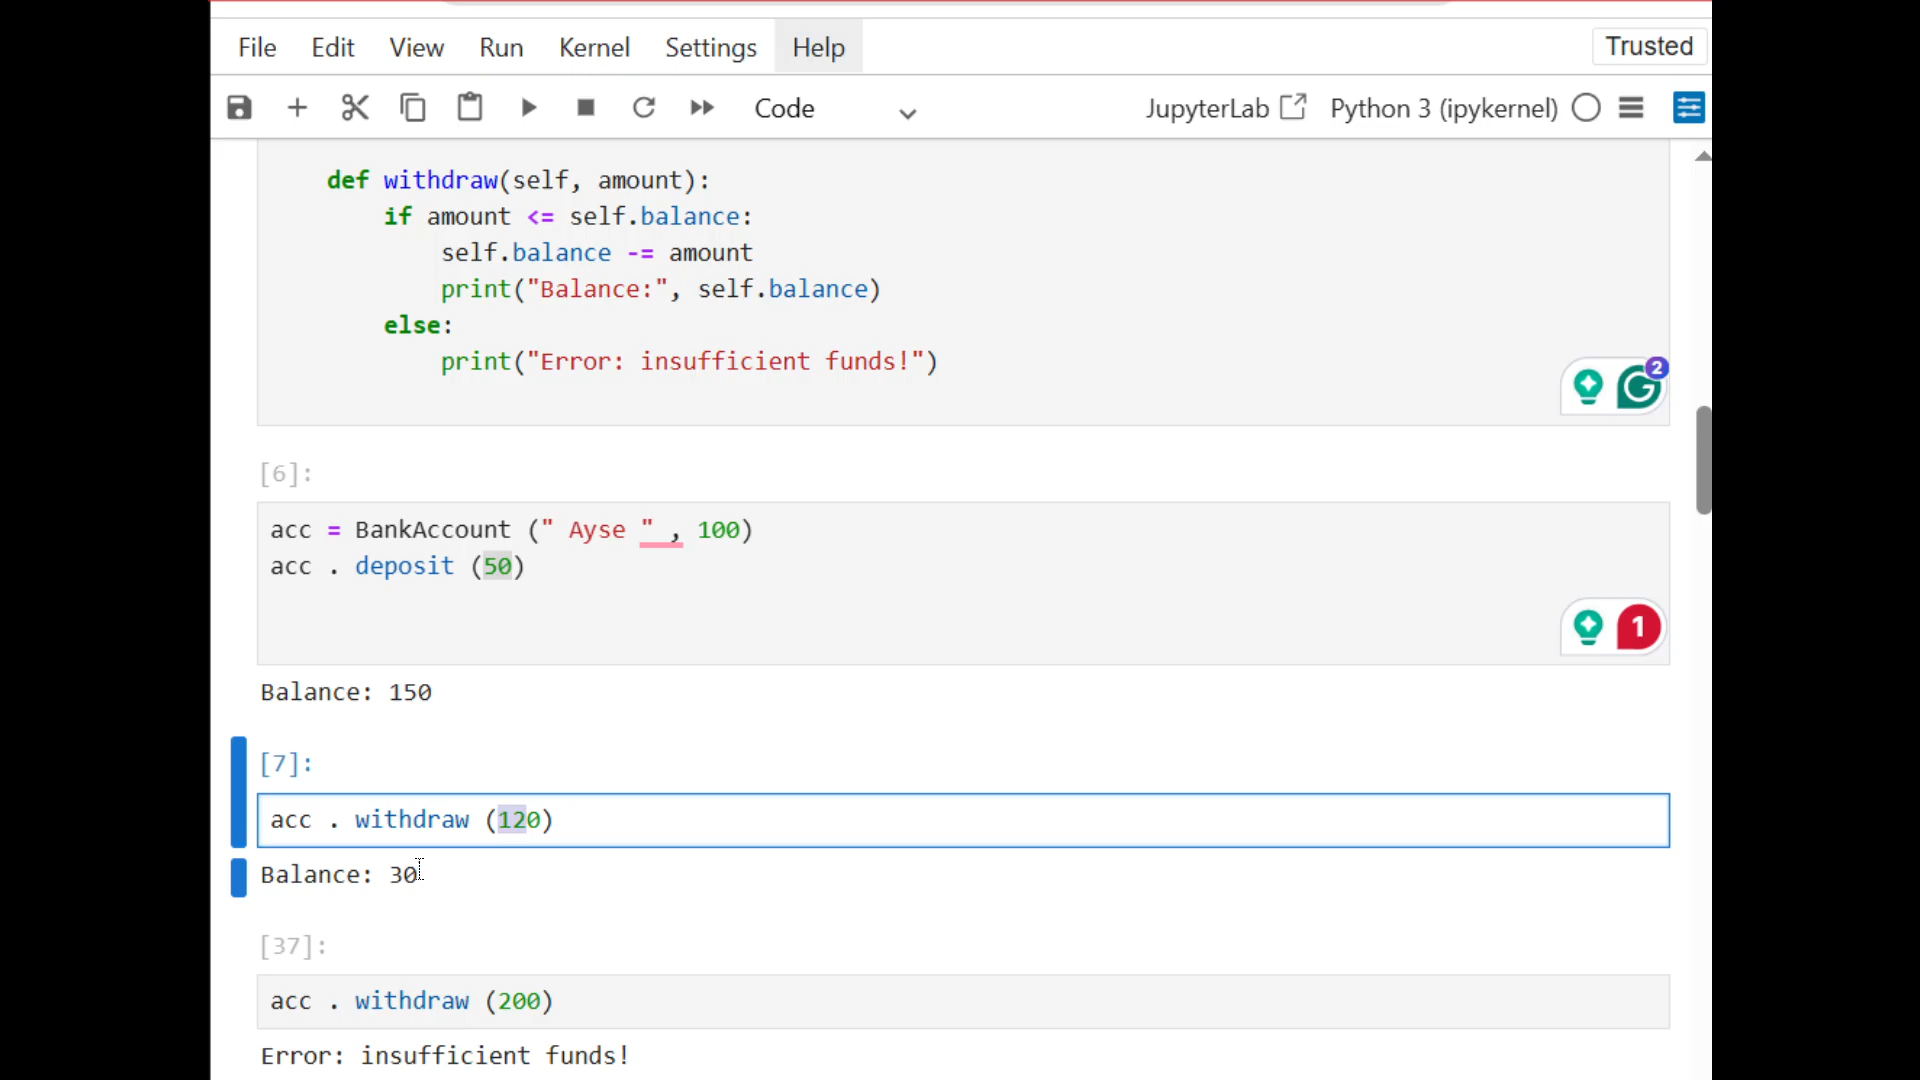 File Edit View Run Kernel Settings Help Trusted
Code JupyterLab Python 3 (ipykernel)
def withdraw(self, amount):
if amount <= self.balance:
self.balance -= amount
print("Balance:", self.balance)
else:
print("Error: insufficient funds!")
2
[6]:
acc = BankAccount (" Ayse " , 100)
acc . deposit (50)
1
Balance: 150
[7]:
acc . withdraw (120)
Balance: 30
[37]:
acc . withdraw (200)
Error: insufficient funds!